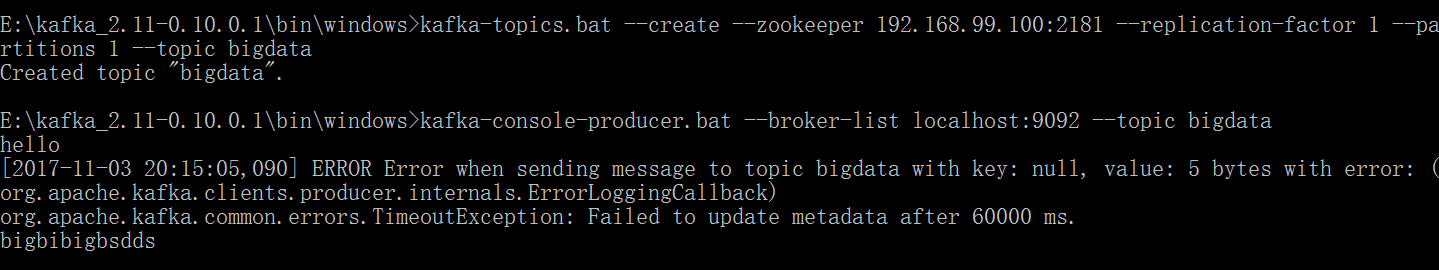 E:\kafka_2.11-0.10.0.1\bin\windows>kafka-topics.bat --create --zookeeper 192.168.99.100:2181 --replication-factor 1 --pa
rtitions 1 --topic bigdata
Created topic "bigdata".
E:\kafka_2.11-0.10.0.1\bin\windows>kafka-console-producer.bat --broker-list localhost:9092 --topic bigdata
hello
[2017-11-03 20:15:05,090] ERROR Error when sending message to topic bigdata with key: null, value: 5 bytes with error: (
org.apache.kafka.clients.producer.internals.ErrorLoggingCallback)
org.apache.kafka.common.errors.TimeoutException: Failed to update metadata after 60000 ms.
bigbibigbsdds